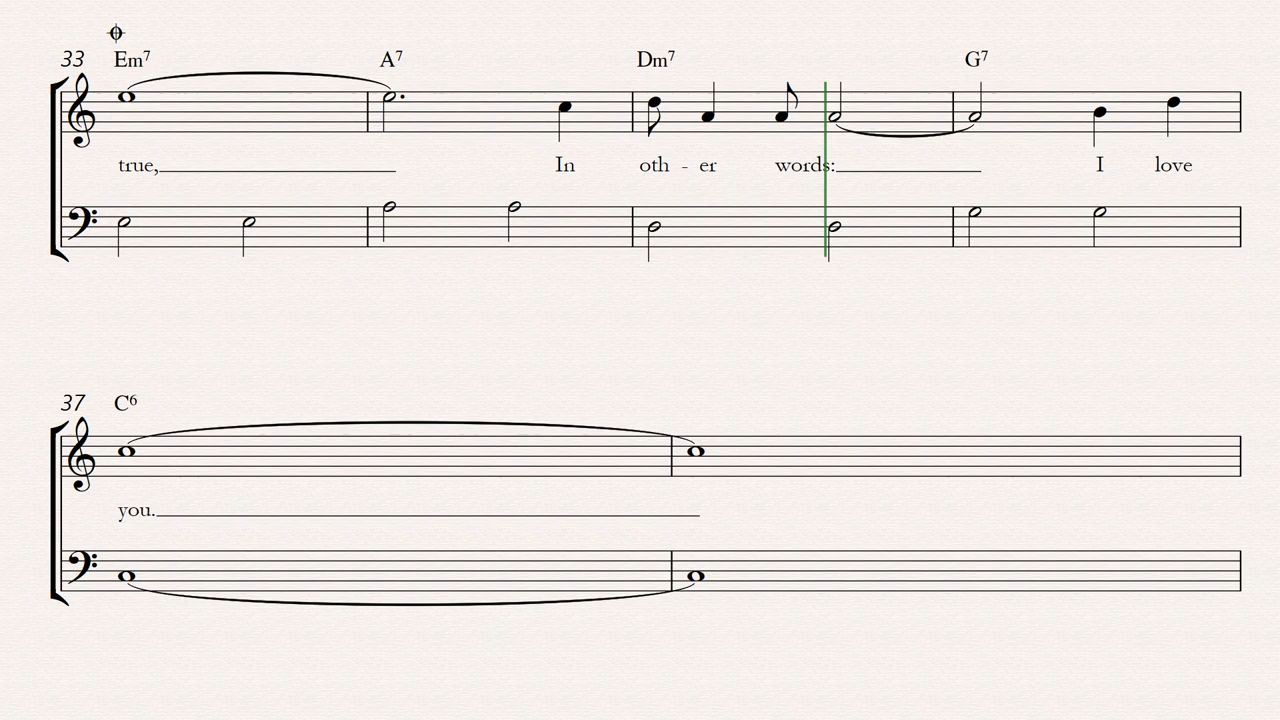 33 Em⁷ A⁷ Dm⁷ G⁷
true, In oth - er words: I love
37 C⁶
you.